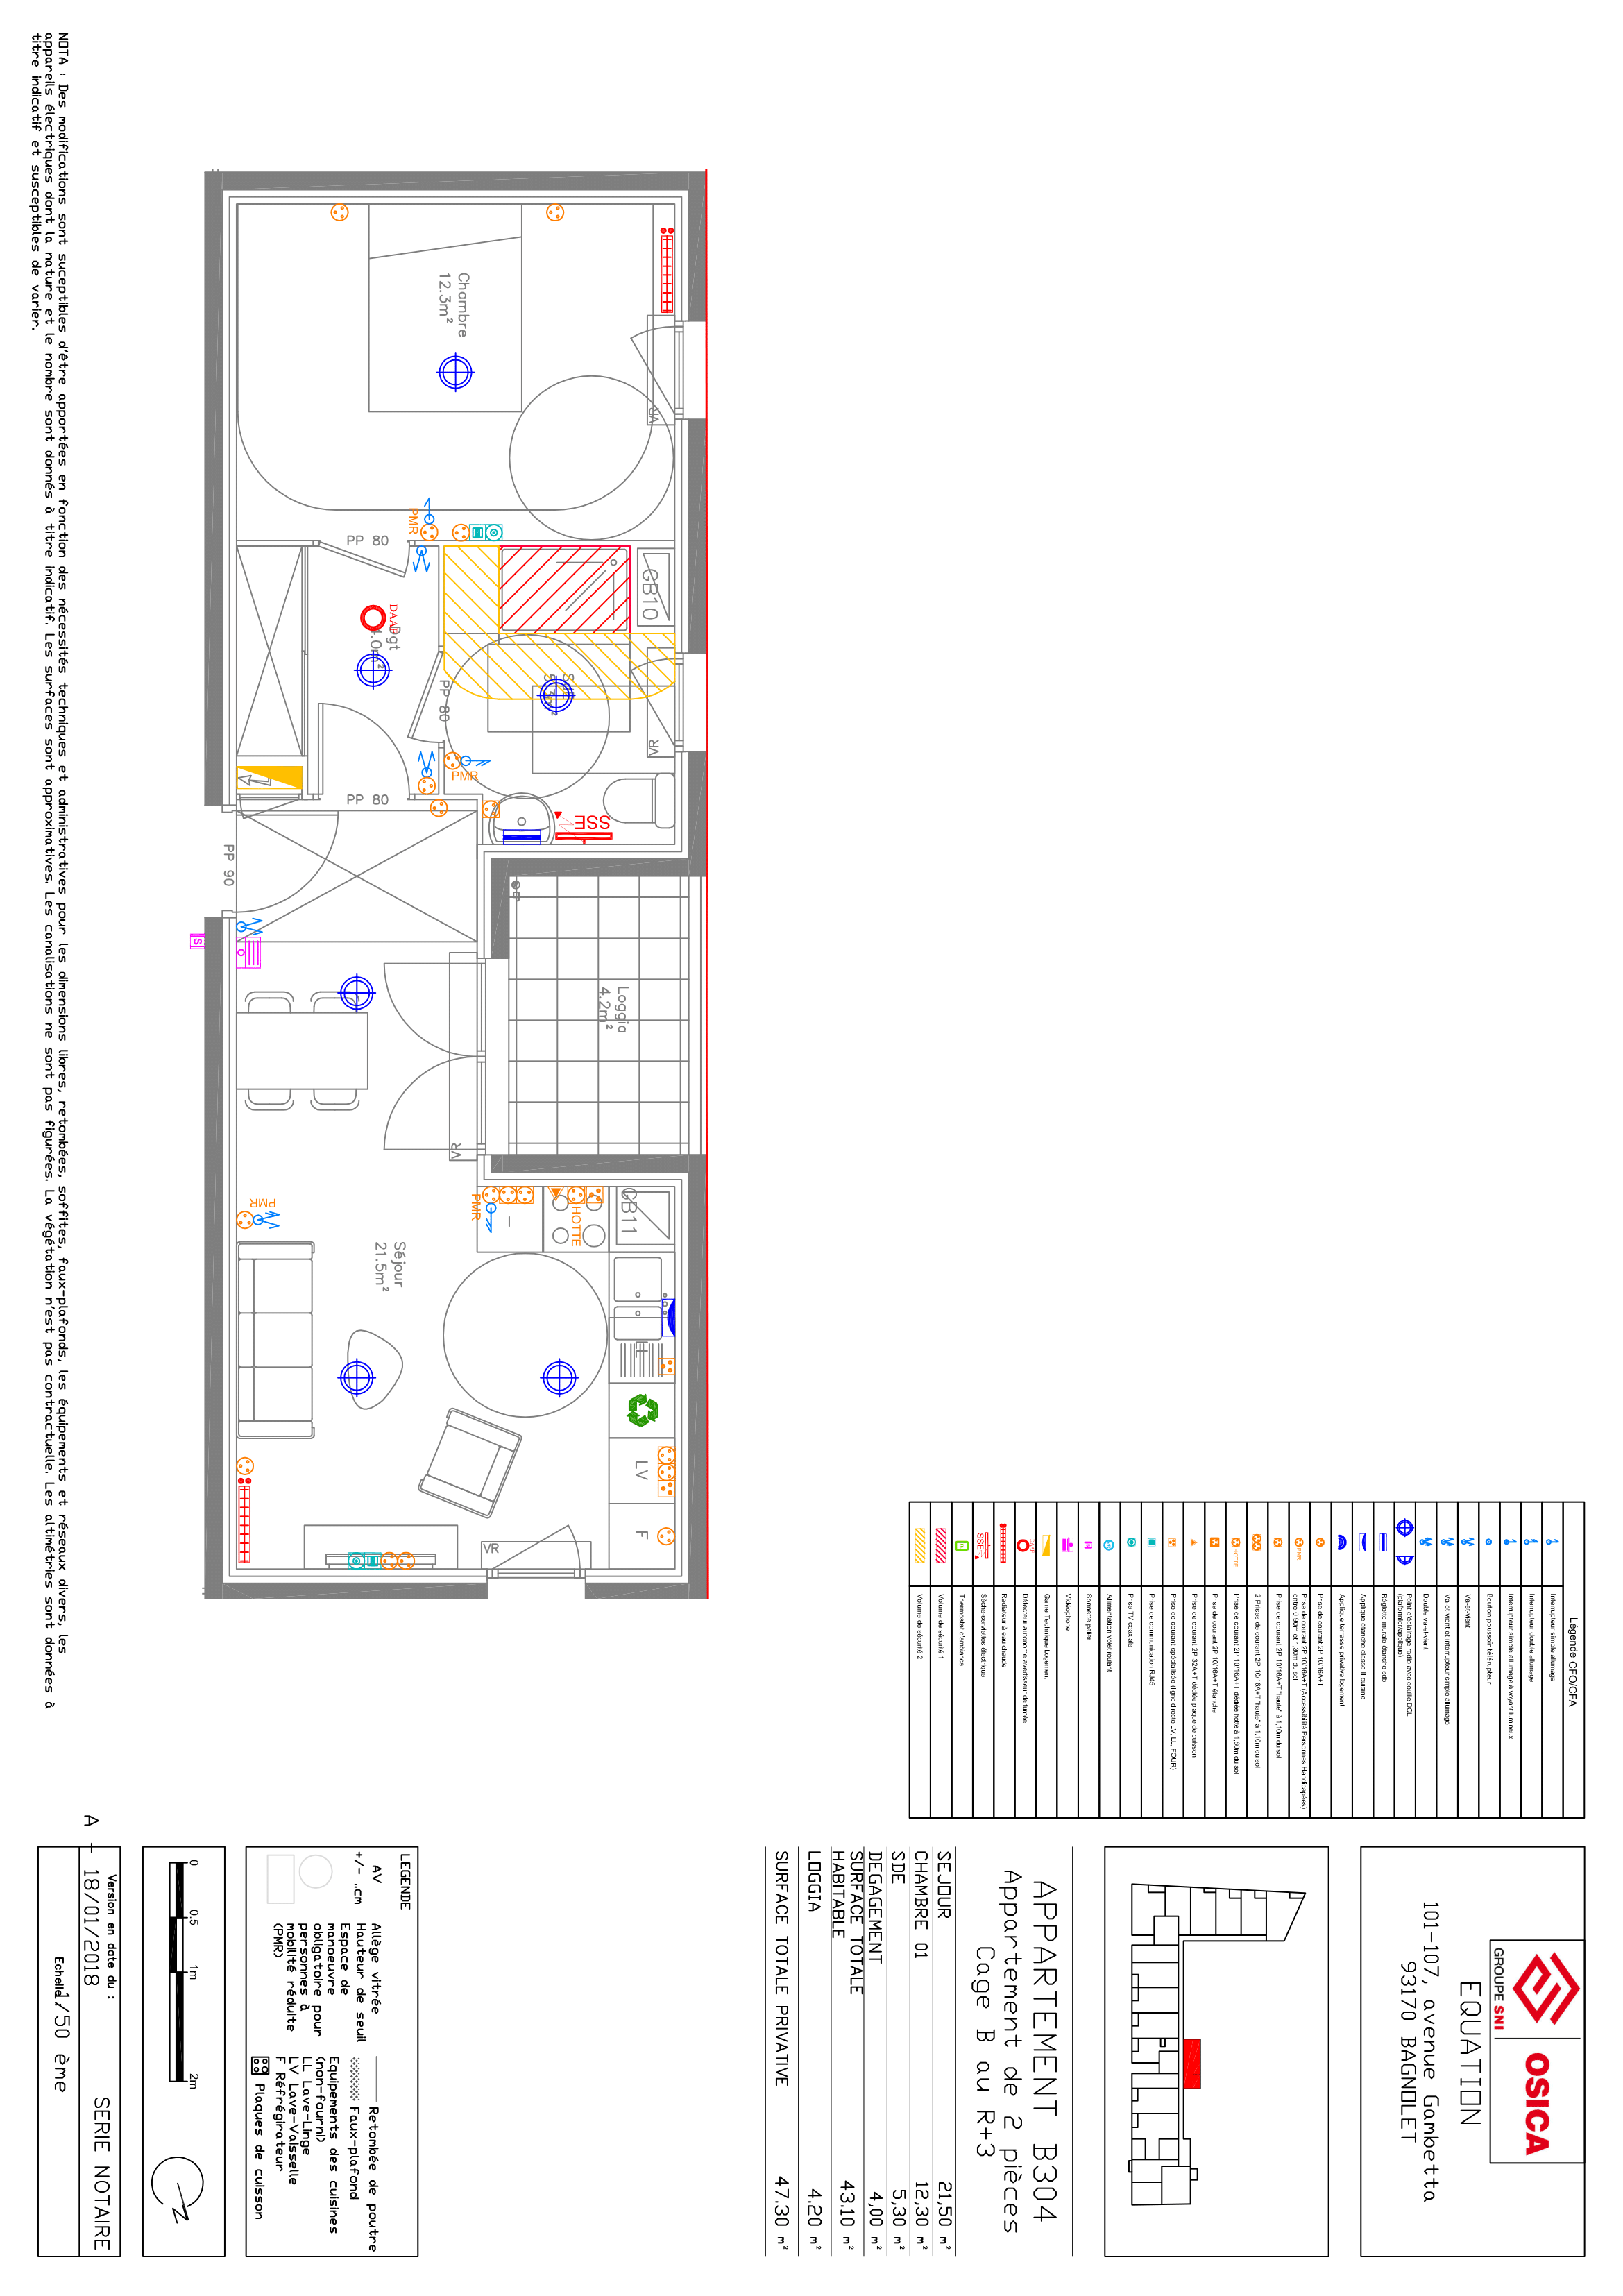 GROUPE SNI
OSICA
EQUATION
101-107, avenue Gambetta
93170 BAGNOLET
APPARTEMENT B304
Appartement de 2 pièces
Cage B au R+3
SEJOUR 21,50 m²
CHAMBRE 01 12,30 m²
SDE 5,30 m²
DEGAGEMENT 4,00 m²
SURFACE TOTALE
HABITABLE 43.10 m²
LOGGIA 4.20 m²
SURFACE TOTALE PRIVATIVE 47.30 m²
Légende CFO/CFA
Interrupteur simple allumage
Interrupteur double allumage
Interrupteur simple allumage à voyant lumineux
Bouton poussoir télérupteur
Va-et-vient
Va-et-vient et interrupteur simple allumage
Double va-et-vient
Point d'éclairage radio avec douille DCL
(plafonnier/applique)
Réglette murale étanche sdb
Applique étanche classe II cuisine
Applique terrasse privative logement
Prise de courant 2P 10/16A+T
PMR
Prise de courant 2P 10/16A+T (Accessibilité Personnes Handicapées)
entre 0,90m et 1,30m du sol
Prise de courant 2P 10/16A+T "haute" à 1,10m du sol
2 Prises de courant 2P 10/16A+T "haute" à 1,10m du sol
HOTTE
Prise de courant 2P 10/16A+T dédiée hotte à 1,80m du sol
Prise de courant 2P 10/16A+T étanche
Prise de courant 2P 32A+T dédiée plaque de cuisson
Prise de courant spécialisée (ligne directe LV, LL, FOUR)
Prise de communication RJ45
Prise TV coaxiale
Alimentation volet roulant
Sonnette palier
Vidéophone
Gaine Technique Logement
DAAF
Détecteur autonome avertisseur de fumée
Radiateur à eau chaude
SSE
Sèche-serviettes électrique
Thermostat d'ambiance
Volume de sécurité 1
Volume de sécurité 2
Chambre
12.3m²
VR
PMR
PP 80
GB10
DAAF
Dgt
PP 80
VR
PMR
PP 80
SSE
PP 90
EP
S
Loggia
4.2m²
VR
PMR
PMR
HOTTE
GB11
Séjour
21.5m²
LL
LV
F
VR
LEGENDE
AV Allège vitrée
+/- ..cm Hauteur de seuil
Espace de
manoeuvre
obligatoire pour
personnes à
mobilité réduite
(PMR)
Retombée de poutre
Faux-plafond
Equipements des cuisines
(non-fourni)
LL Lave-Linge
LV Lave-Vaisselle
F Réfrégirateur
Plaques de cuisson
0 0.5 1m 2m
N
A -
Version en date du :
18/01/2018
SERIE NOTAIRE
Echelle 1/50 ème
NOTA : Des modifications sont suceptibles d'être apportées en fonction des nécessités techniques et administratives pour les dimensions libres, retombées, soffites, faux-plafonds, les équipements et réseaux divers, les
appareils électriques dont la nature et le nombre sont donnés à titre indicatif. Les surfaces sont approximatives. Les canalisations ne sont pas figurées. La végétation n'est pas contractuelle. Les altimétries sont données à
titre indicatif et susceptibles de varier.